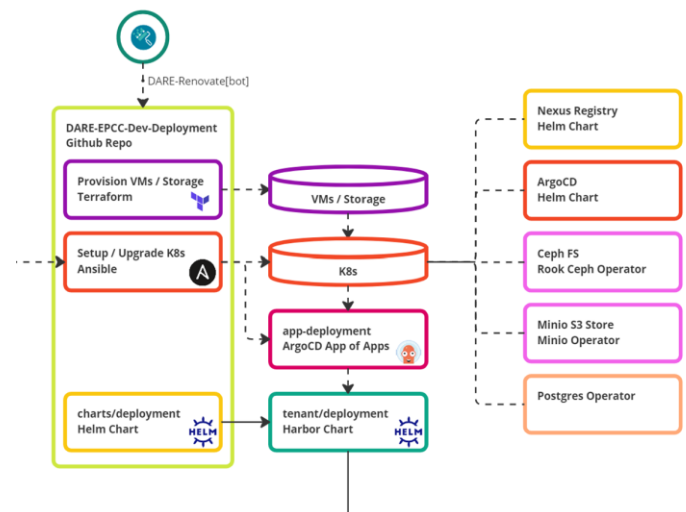 DARE-Renovate[bot]
DARE-EPCC-Dev-Deployment
Github Repo
Provision VMs / Storage
Terraform
Setup / Upgrade K8s
Ansible
charts/deployment
Helm Chart
HELM
VMs / Storage
K8s
app-deployment
ArgoCD App of Apps
tenant/deployment
Harbor Chart
HELM
Nexus Registry
Helm Chart
ArgoCD
Helm Chart
Ceph FS
Rook Ceph Operator
Minio S3 Store
Minio Operator
Postgres Operator